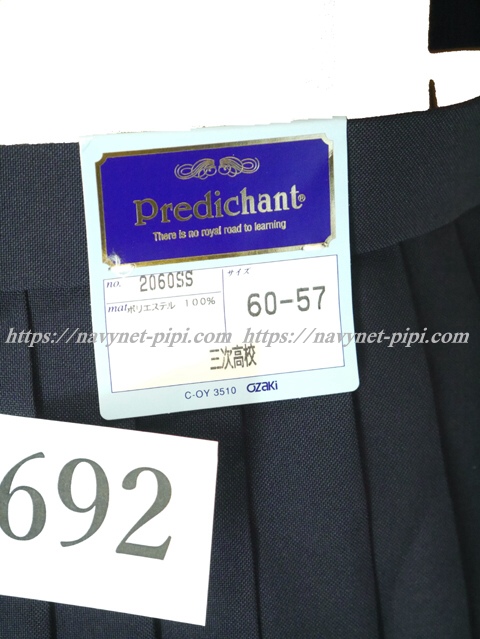 Predichant®
There is no royal road to learning
no. 2060SS
サイズ
60-57
mat ポリエステル 100%
https://navynet-pipi.com/ https://navynet-pipi.com/
三次高校
C-OY 3510 OZaKi
692